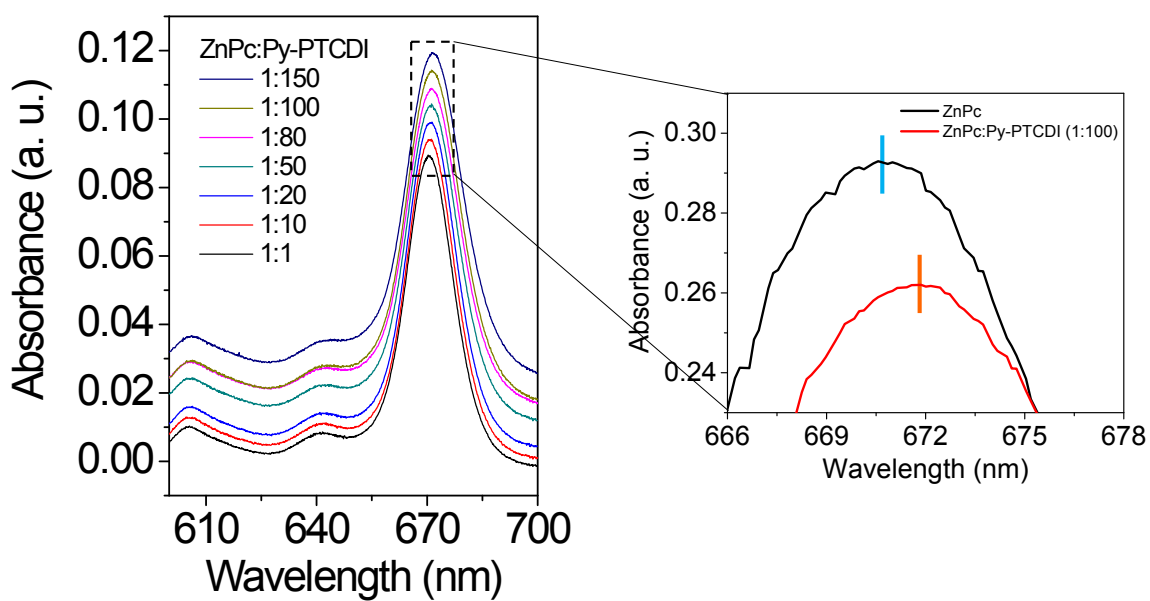 ZnPc:Py-PTCDI
1:150
1:100
1:80
1:50
1:20
1:10
1:1
0.12
0.10
0.08
0.06
0.04
0.02
0.00
Absorbance (a. u.)
610 640 670 700
Wavelength (nm)
ZnPc
ZnPc:Py-PTCDI (1:100)
0.30
0.28
0.26
0.24
Absorbance (a. u.)
666 669 672 675 678
Wavelength (nm)